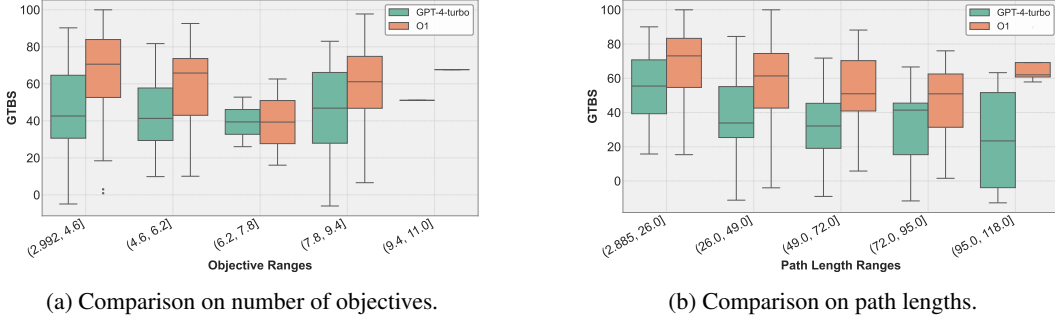 100
80
60
40
20
0
GTBS
GPT-4-turbo
O1
(2.992, 4.6]
(4.6, 6.2]
(6.2, 7.8]
(7.8, 9.4]
(9.4, 11.0]
Objective Ranges
(a) Comparison on number of objectives.
100
80
60
40
20
0
GTBS
GPT-4-turbo
O1
(2.885, 26.0]
(26.0, 49.0]
(49.0, 72.0]
(72.0, 95.0]
(95.0, 118.0]
Path Length Ranges
(b) Comparison on path lengths.